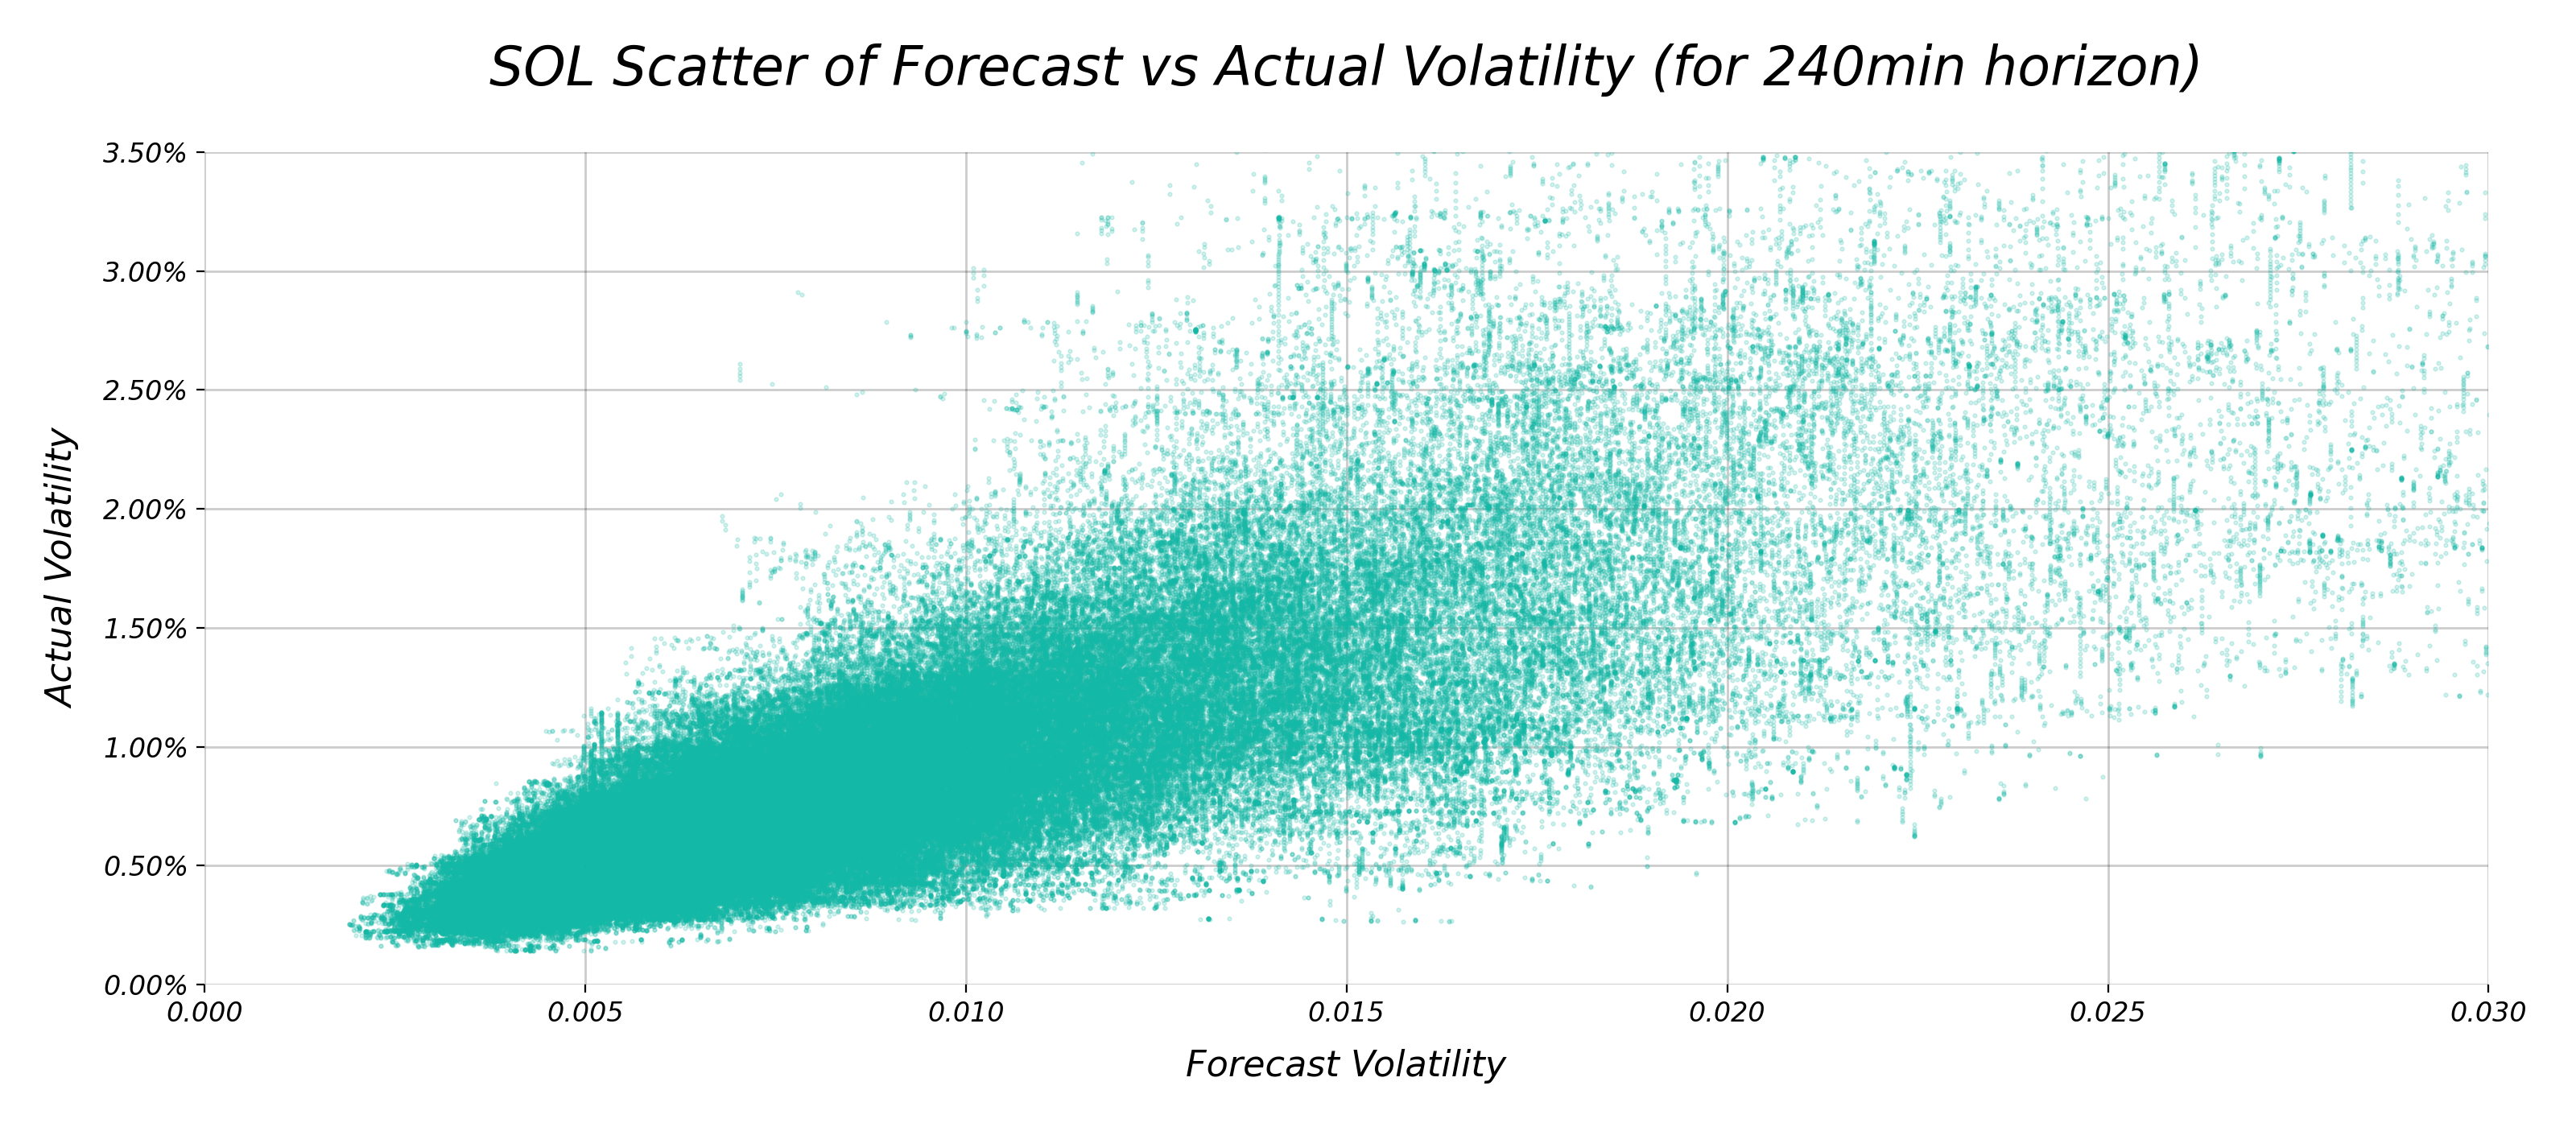 SOL Scatter of Forecast vs Actual Volatility (for 240min horizon)
3.50%
3.00%
2.50%
2.00%
1.50%
1.00%
0.50%
0.00%
Actual Volatility
0.000 0.005 0.010 0.015 0.020 0.025 0.030
Forecast Volatility